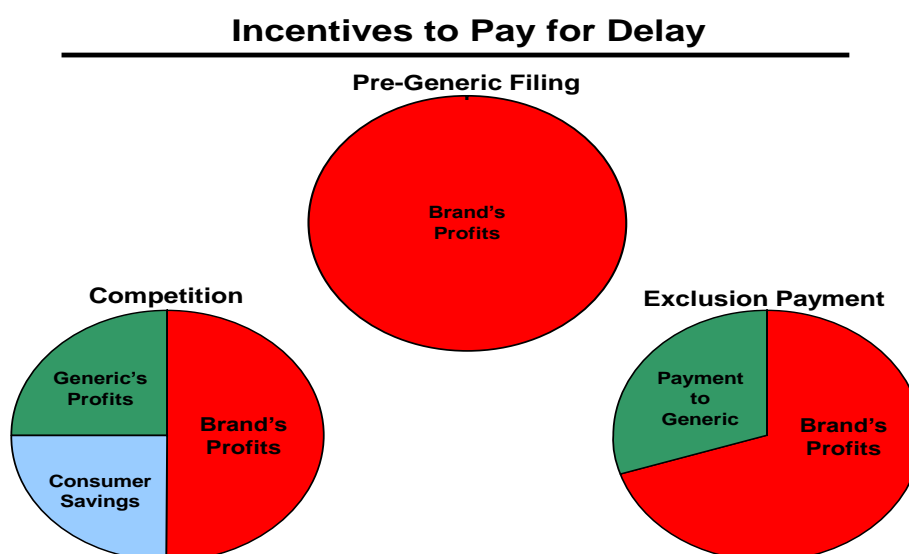 Incentives to Pay for Delay
Pre-Generic Filing
Brand's
Profits
Competition
Generic's
Profits
Brand's
Profits
Consumer
Savings
Exclusion Payment
Payment
to
Generic
Brand's
Profits